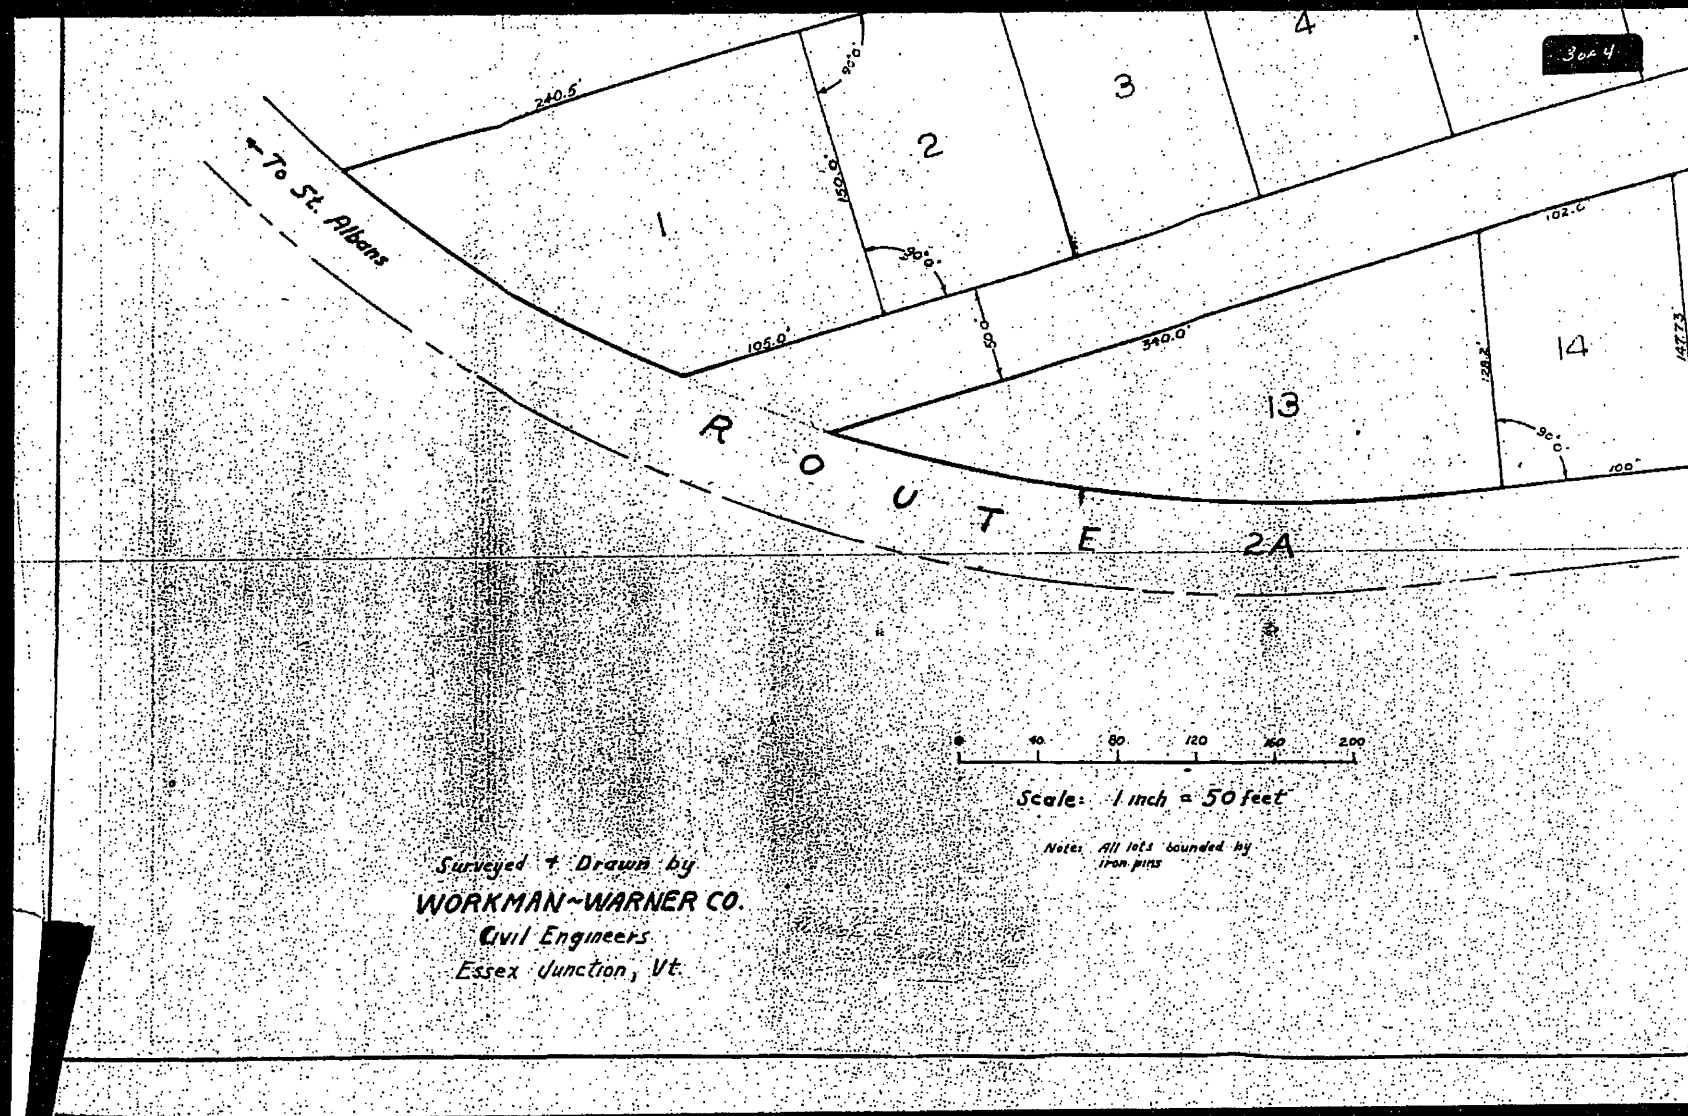 4
3 of 4
90°0'
3
240.5'
2
← To St. Albans
150.0'
1
102.0'
90°0'
50.0'
105.0'
340.0'
128.2'
14
147.73
13
90°0'
100'
ROUTE 2A
40 80 120 160 200
Scale: 1 inch = 50 feet
Note: All lots bounded by
iron pins
Surveyed + Drawn by
WORKMAN~WARNER CO.
Civil Engineers
Essex Junction, Vt.